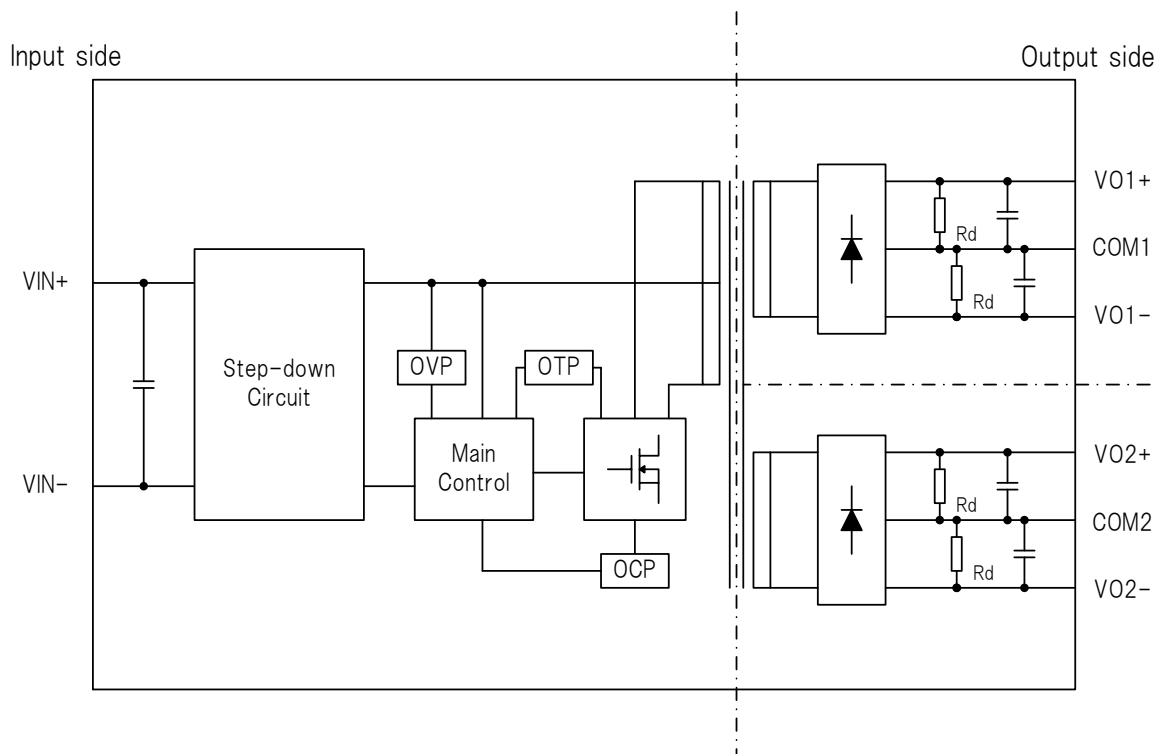 Input side
Output side
VIN+
VIN-
Step-down
Circuit
OVP
OTP
Main
Control
OCP
VO1+
Rd
COM1
Rd
VO1-
VO2+
Rd
COM2
Rd
VO2-